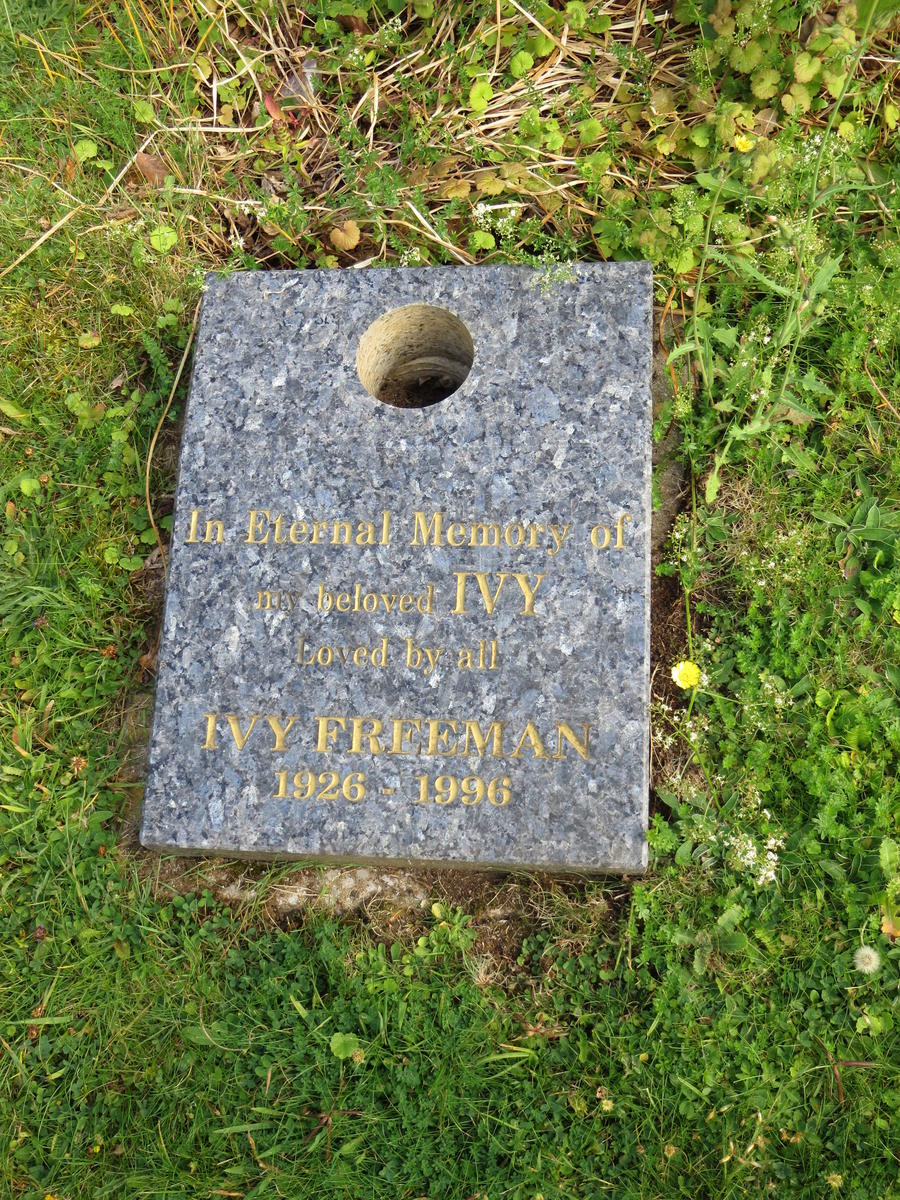 In Eternal Memory of
my beloved IVY
Loved by all
IVY FREEMAN
1926 - 1996